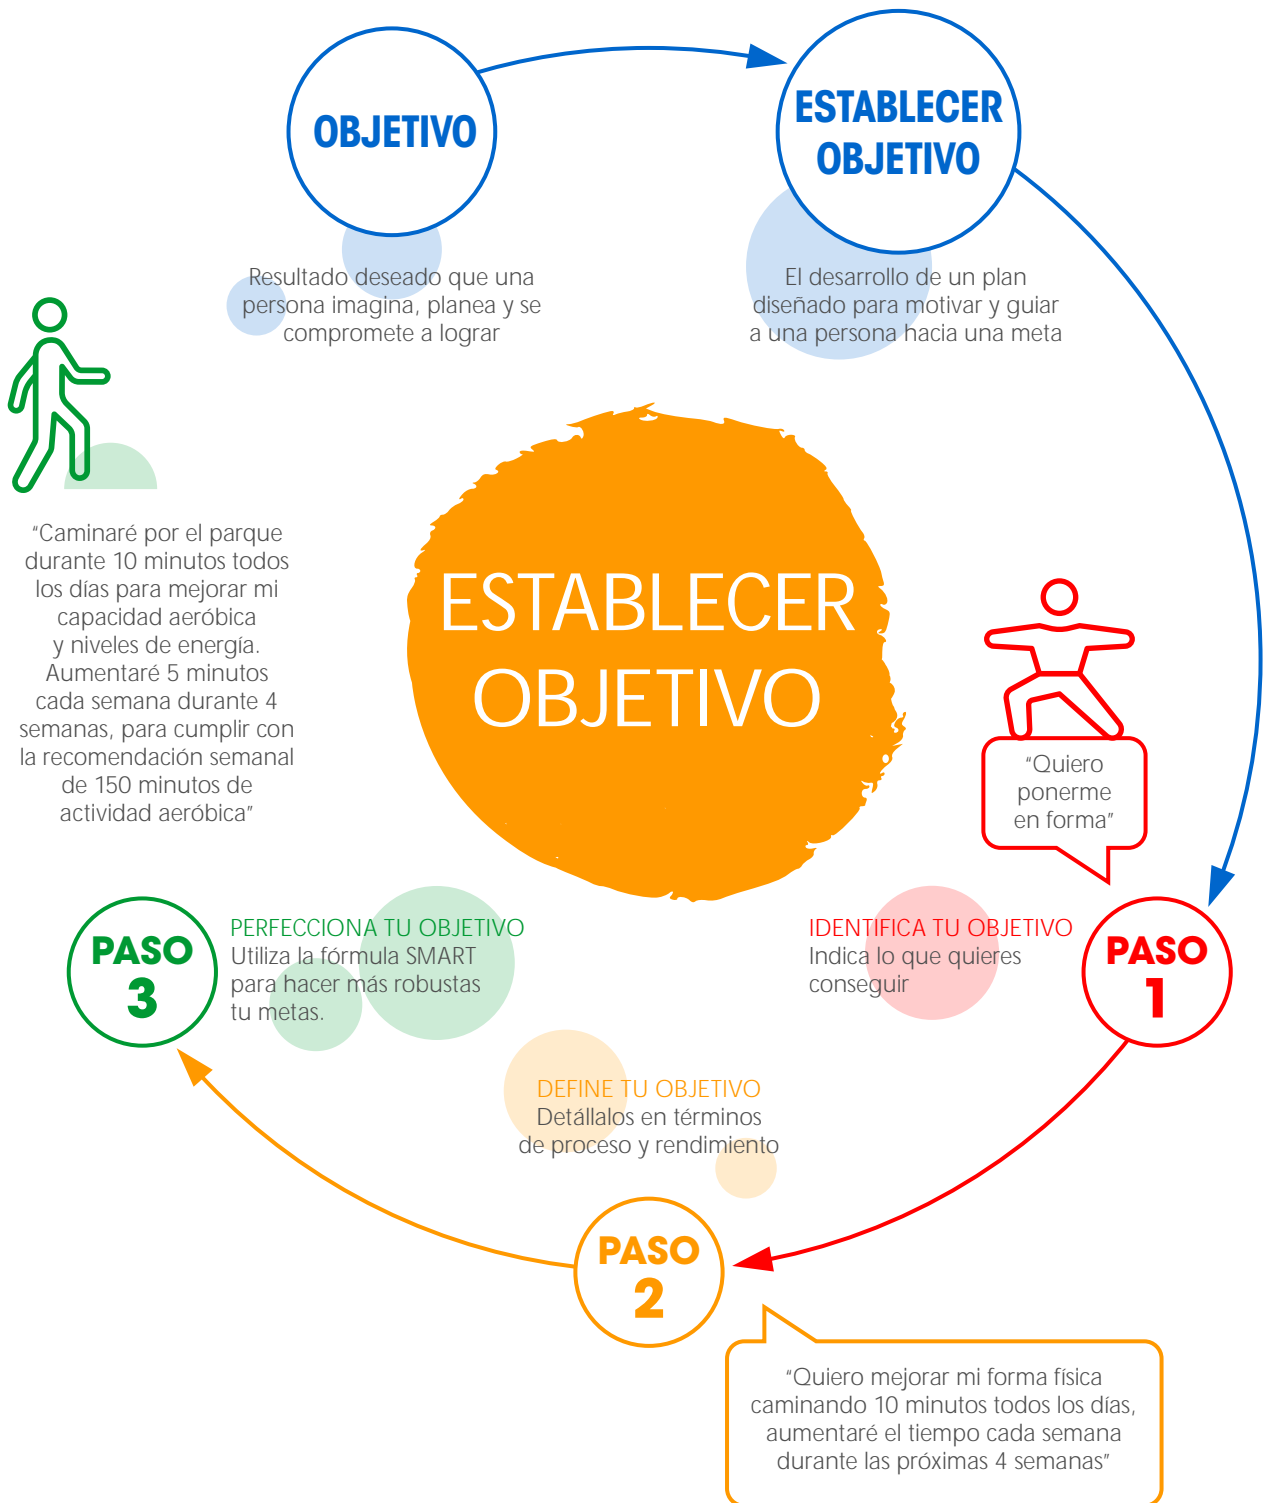 OBJETIVO
Resultado deseado que una
persona imagina, planea y se
compromete a lograr
ESTABLECER
OBJETIVO
El desarrollo de un plan
diseñado para motivar y guiar
a una persona hacia una meta
ESTABLECER
OBJETIVO
"Quiero
ponerme
en forma"
PASO
1
IDENTIFICA TU OBJETIVO
Indica lo que quieres
conseguir
PASO
2
DEFINE TU OBJETIVO
Detállalos en términos
de proceso y rendimiento
"Quiero mejorar mi forma física
caminando 10 minutos todos los días,
aumentaré el tiempo cada semana
durante las próximas 4 semanas"
PASO
3
PERFECCIONA TU OBJETIVO
Utiliza la fórmula SMART
para hacer más robustas
tu metas.
"Caminaré por el parque
durante 10 minutos todos
los días para mejorar mi
capacidad aeróbica
y niveles de energía.
Aumentaré 5 minutos
cada semana durante 4
semanas, para cumplir con
la recomendación semanal
de 150 minutos de
actividad aeróbica"